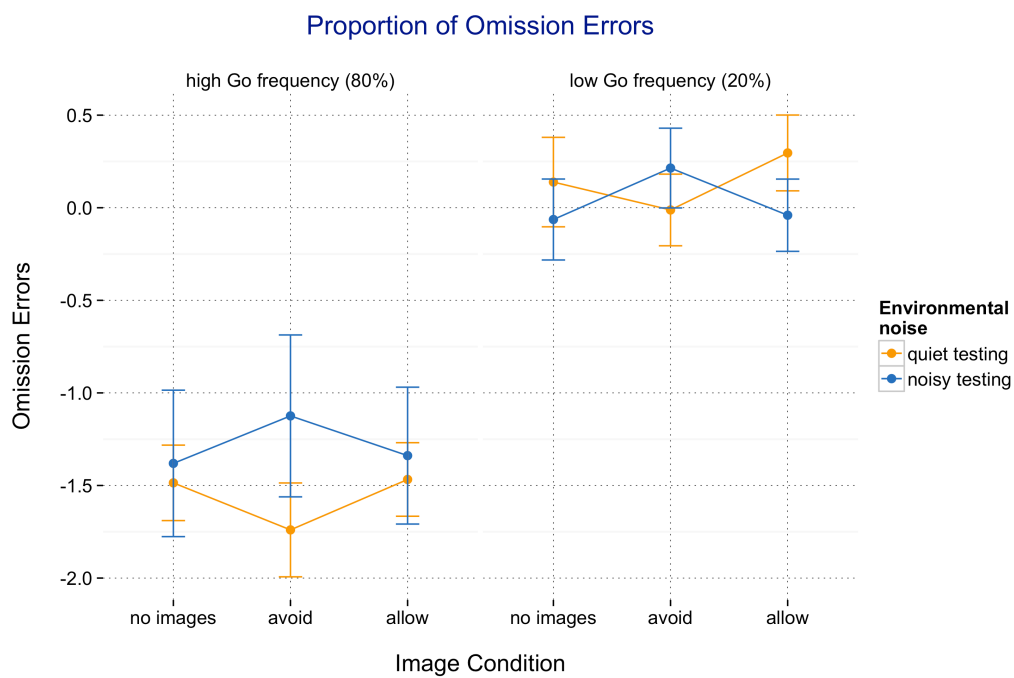 Proportion of Omission Errors
high Go frequency (80%)
low Go frequency (20%)
Omission Errors
0.5
0.0
-0.5
-1.0
-1.5
-2.0
no images
avoid
allow
no images
avoid
allow
Image Condition
Environmental
noise
quiet testing
noisy testing